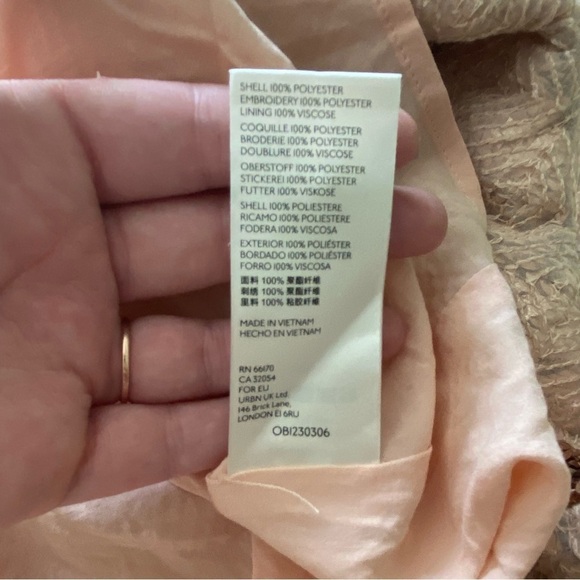 SHELL 100% POLYESTER
EMBROIDERY 100% POLYESTER
LINING 100% VISCOSE
COQUILLE 100% POLYESTER
BRODERIE 100% POLYESTER
DOUBLURE 100% VISCOSE
OBERSTOFF 100% POLYESTER
STICKEREI 100% POLYESTER
FUTTER 100% VISKOSE
SHELL 100% POLIESTERE
RICAMO 100% POLIESTERE
FODERA 100% VISCOSA
EXTERIOR 100% POLIÉSTER
BORDADO 100% POLIÉSTER
FORRO 100% VISCOSA
面料 100% 聚酯纤维
刺绣 100% 聚酯纤维
里料 100% 粘胶纤维
MADE IN VIETNAM
HECHO EN VIETNAM
RN 66170
CA 32054
FOR EU
URBN UK Ltd.
146 Brick Lane,
LONDON E1 6RU
OBI230306